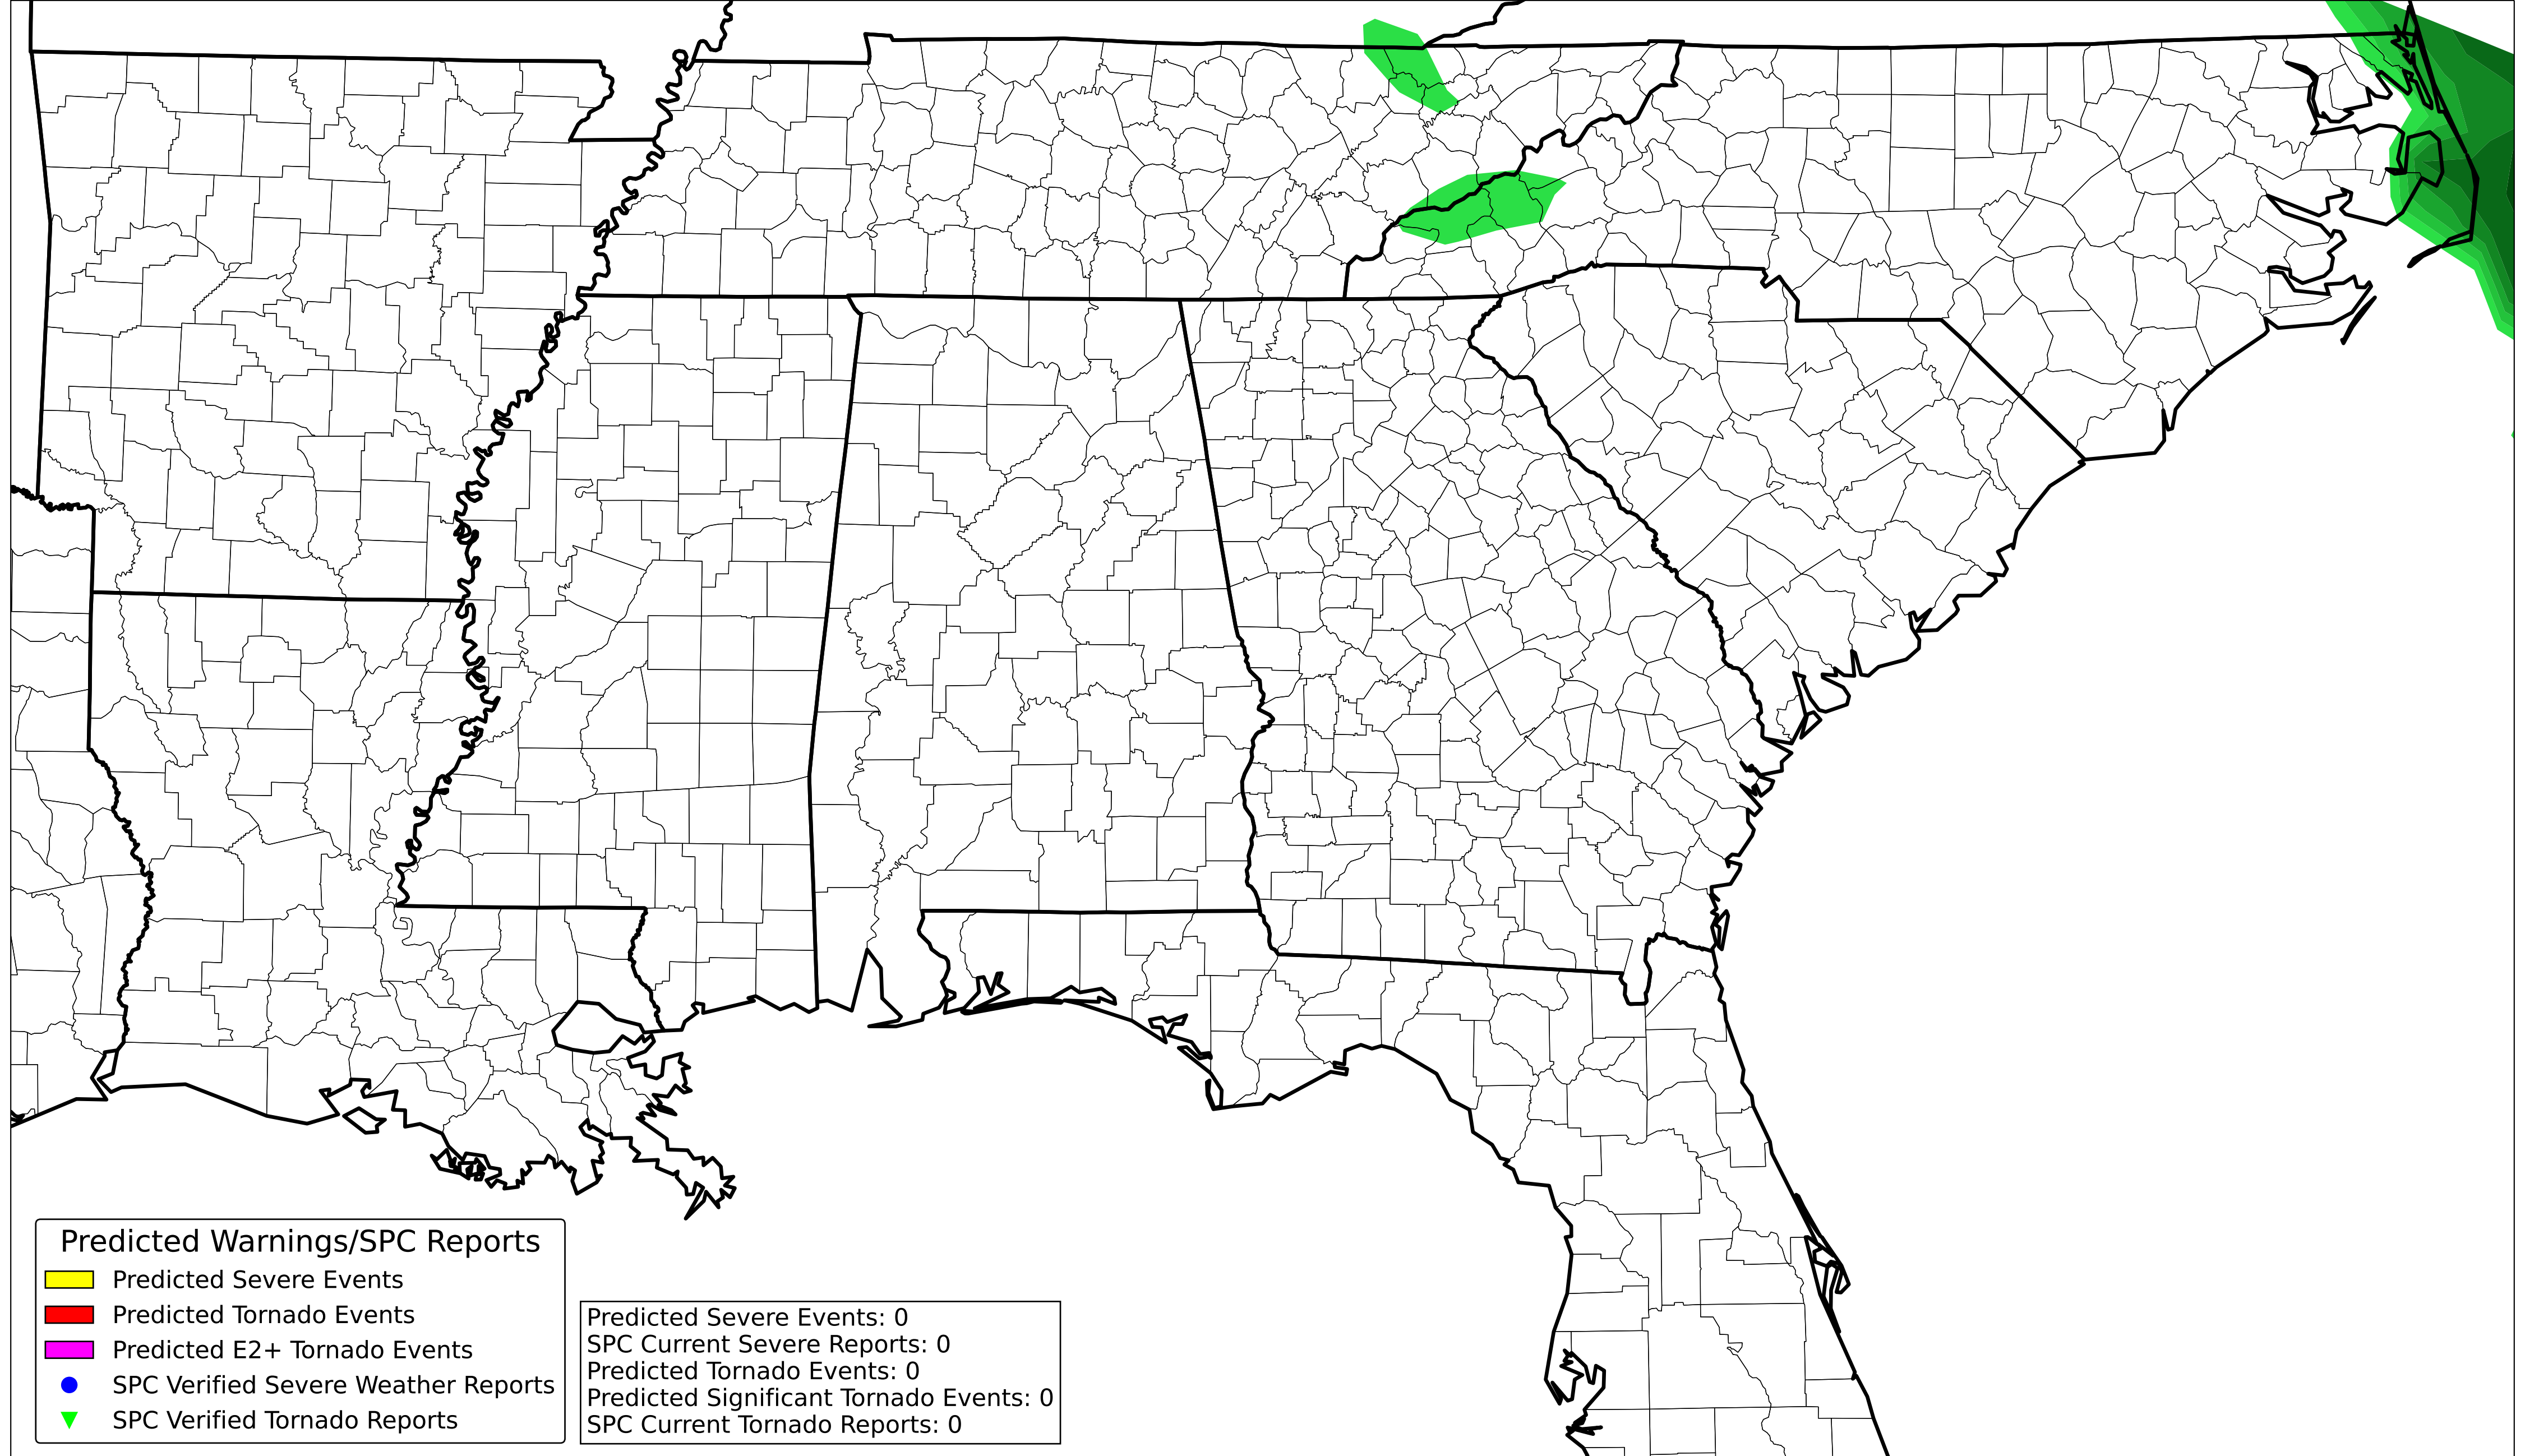 Predicted Warnings/SPC Reports
Predicted Severe Events
Predicted Tornado Events
Predicted E2+ Tornado Events
SPC Verified Severe Weather Reports
SPC Verified Tornado Reports
Predicted Severe Events: 0
SPC Current Severe Reports: 0
Predicted Tornado Events: 0
Predicted Significant Tornado Events: 0
SPC Current Tornado Reports: 0